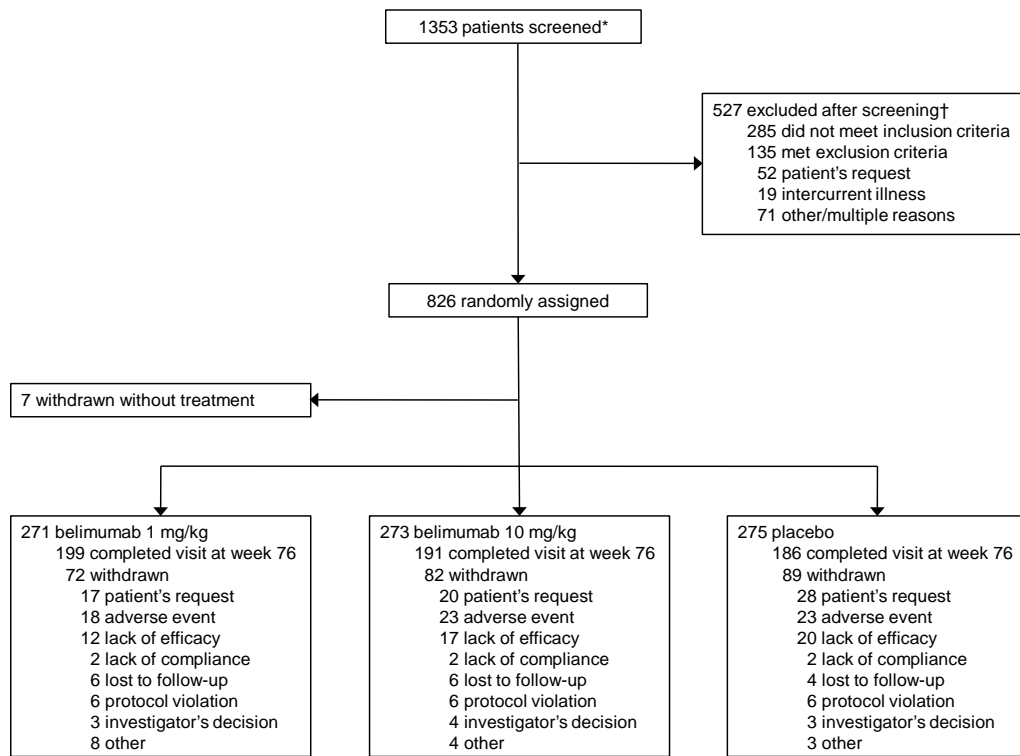 1353 patients screened*
527 excluded after screening†
285 did not meet inclusion criteria
135 met exclusion criteria
52 patient’s request
19 intercurrent illness
71 other/multiple reasons
826 randomly assigned
7 withdrawn without treatment
271 belimumab 1 mg/kg
199 completed visit at week 76
72 withdrawn
17 patient’s request
18 adverse event
12 lack of efficacy
2 lack of compliance
6 lost to follow-up
6 protocol violation
3 investigator’s decision
8 other
273 belimumab 10 mg/kg
191 completed visit at week 76
82 withdrawn
20 patient’s request
23 adverse event
17 lack of efficacy
2 lack of compliance
6 lost to follow-up
6 protocol violation
4 investigator’s decision
4 other
275 placebo
186 completed visit at week 76
89 withdrawn
28 patient’s request
23 adverse event
20 lack of efficacy
2 lack of compliance
4 lost to follow-up
6 protocol violation
3 investigator’s decision
3 other